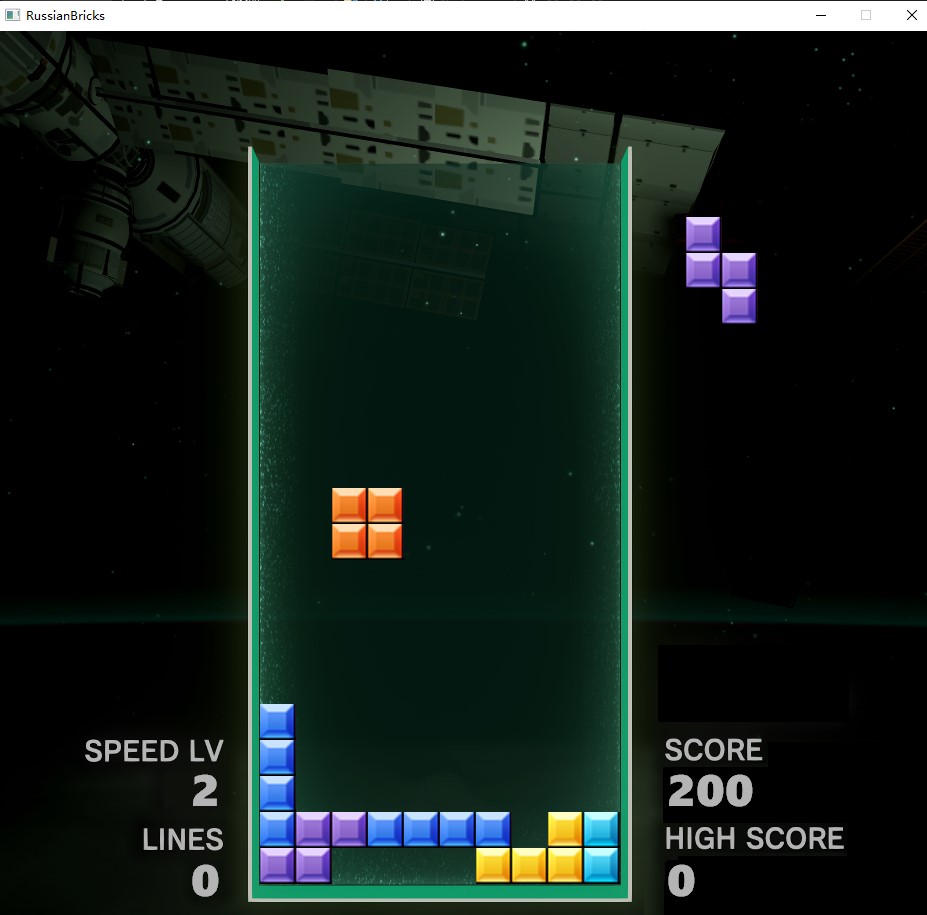 RussianBricks
SPEED LV
2
LINES
0
SCORE
200
HIGH SCORE
0